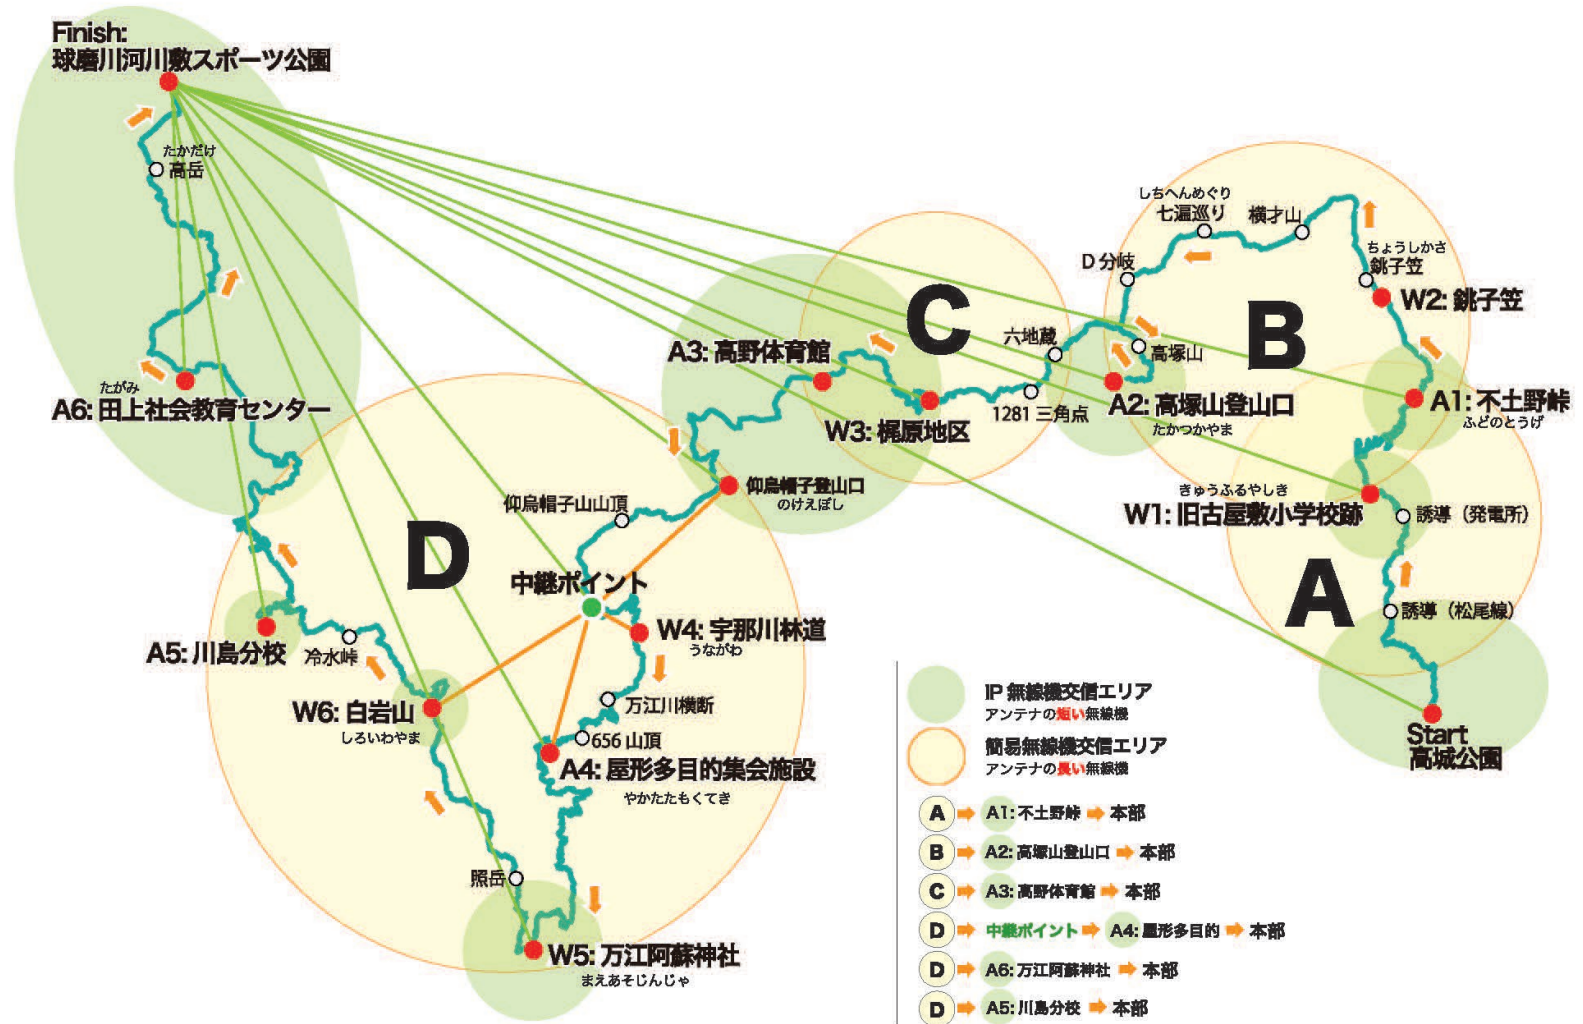 Finish:
球磨川河川敷スポーツ公園
たかだけ
高岳
たがみ
A6: 田上社会教育センター
しちへんめぐり
七遍巡り
横才山
D 分岐
ちょうしかさ
銚子笠
W2: 銚子笠
B
C
六地蔵
高塚山
A3: 高野体育館
1281 三角点
A2: 高塚山登山口
たかつかやま
W3: 梶原地区
A1: 不土野峠
ふどのとうげ
きゅうふるやしき
W1: 旧古屋敷小学校跡
誘導（発電所）
仰烏帽子登山口
のけえぼし
仰烏帽子山山頂
D
中継ポイント
A
誘導（松尾線）
W4: 宇那川林道
うながわ
A5: 川島分校
冷水峠
万江川横断
W6: 白岩山
しろいわやま
656 山頂
A4: 屋形多目的集会施設
やかたたもくてき
Start
高城公園
照岳
W5: 万江阿蘇神社
まえあそじんじゃ
IP 無線機交信エリア
アンテナの短い無線機
簡易無線機交信エリア
アンテナの長い無線機
A A1: 不土野峠 本部
B A2: 高塚山登山口 本部
C A3: 高野体育館 本部
D 中継ポイント A4: 屋形多目的 本部
D A6: 万江阿蘇神社 本部
D A5: 川島分校 本部